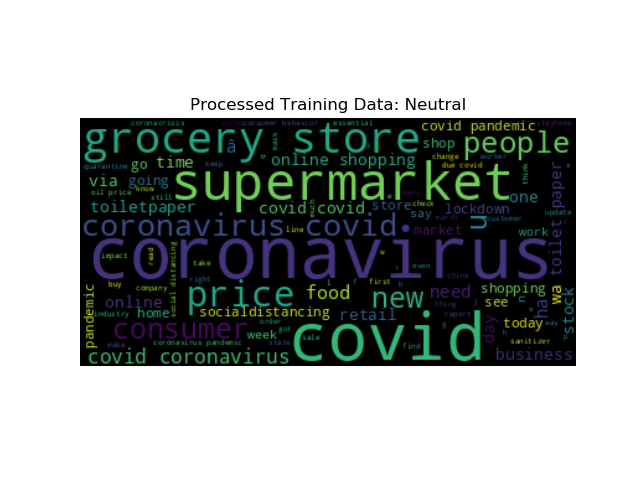 Processed Training Data: Neutral
coronacrisis
consumer behavior
essential
covid pandemic
stayhome
grocery store
â
mask
shop
people
quarantine
go time
keep
online shopping
change
worker
oil price
know
via
going
supermarket
many
check
think
one
toilet paper
still
toiletpaper
covid covid
much
store
say
lockdown
march
customer
update
coronavirus covid
line
market
u
work
impact
read
social distancing
coronavirus
take
w
even
china
buy
company
right
first
pandemic
online
price
food
new
need
shopping
see
ha
wa
stock
industry
home
socialdistancing
retail
report
thing
day
today
way
consumer
order
got
week
covid
make
coronavirus pandemic
state
sale
find
sanitizer
covid coronavirus
business
due covid